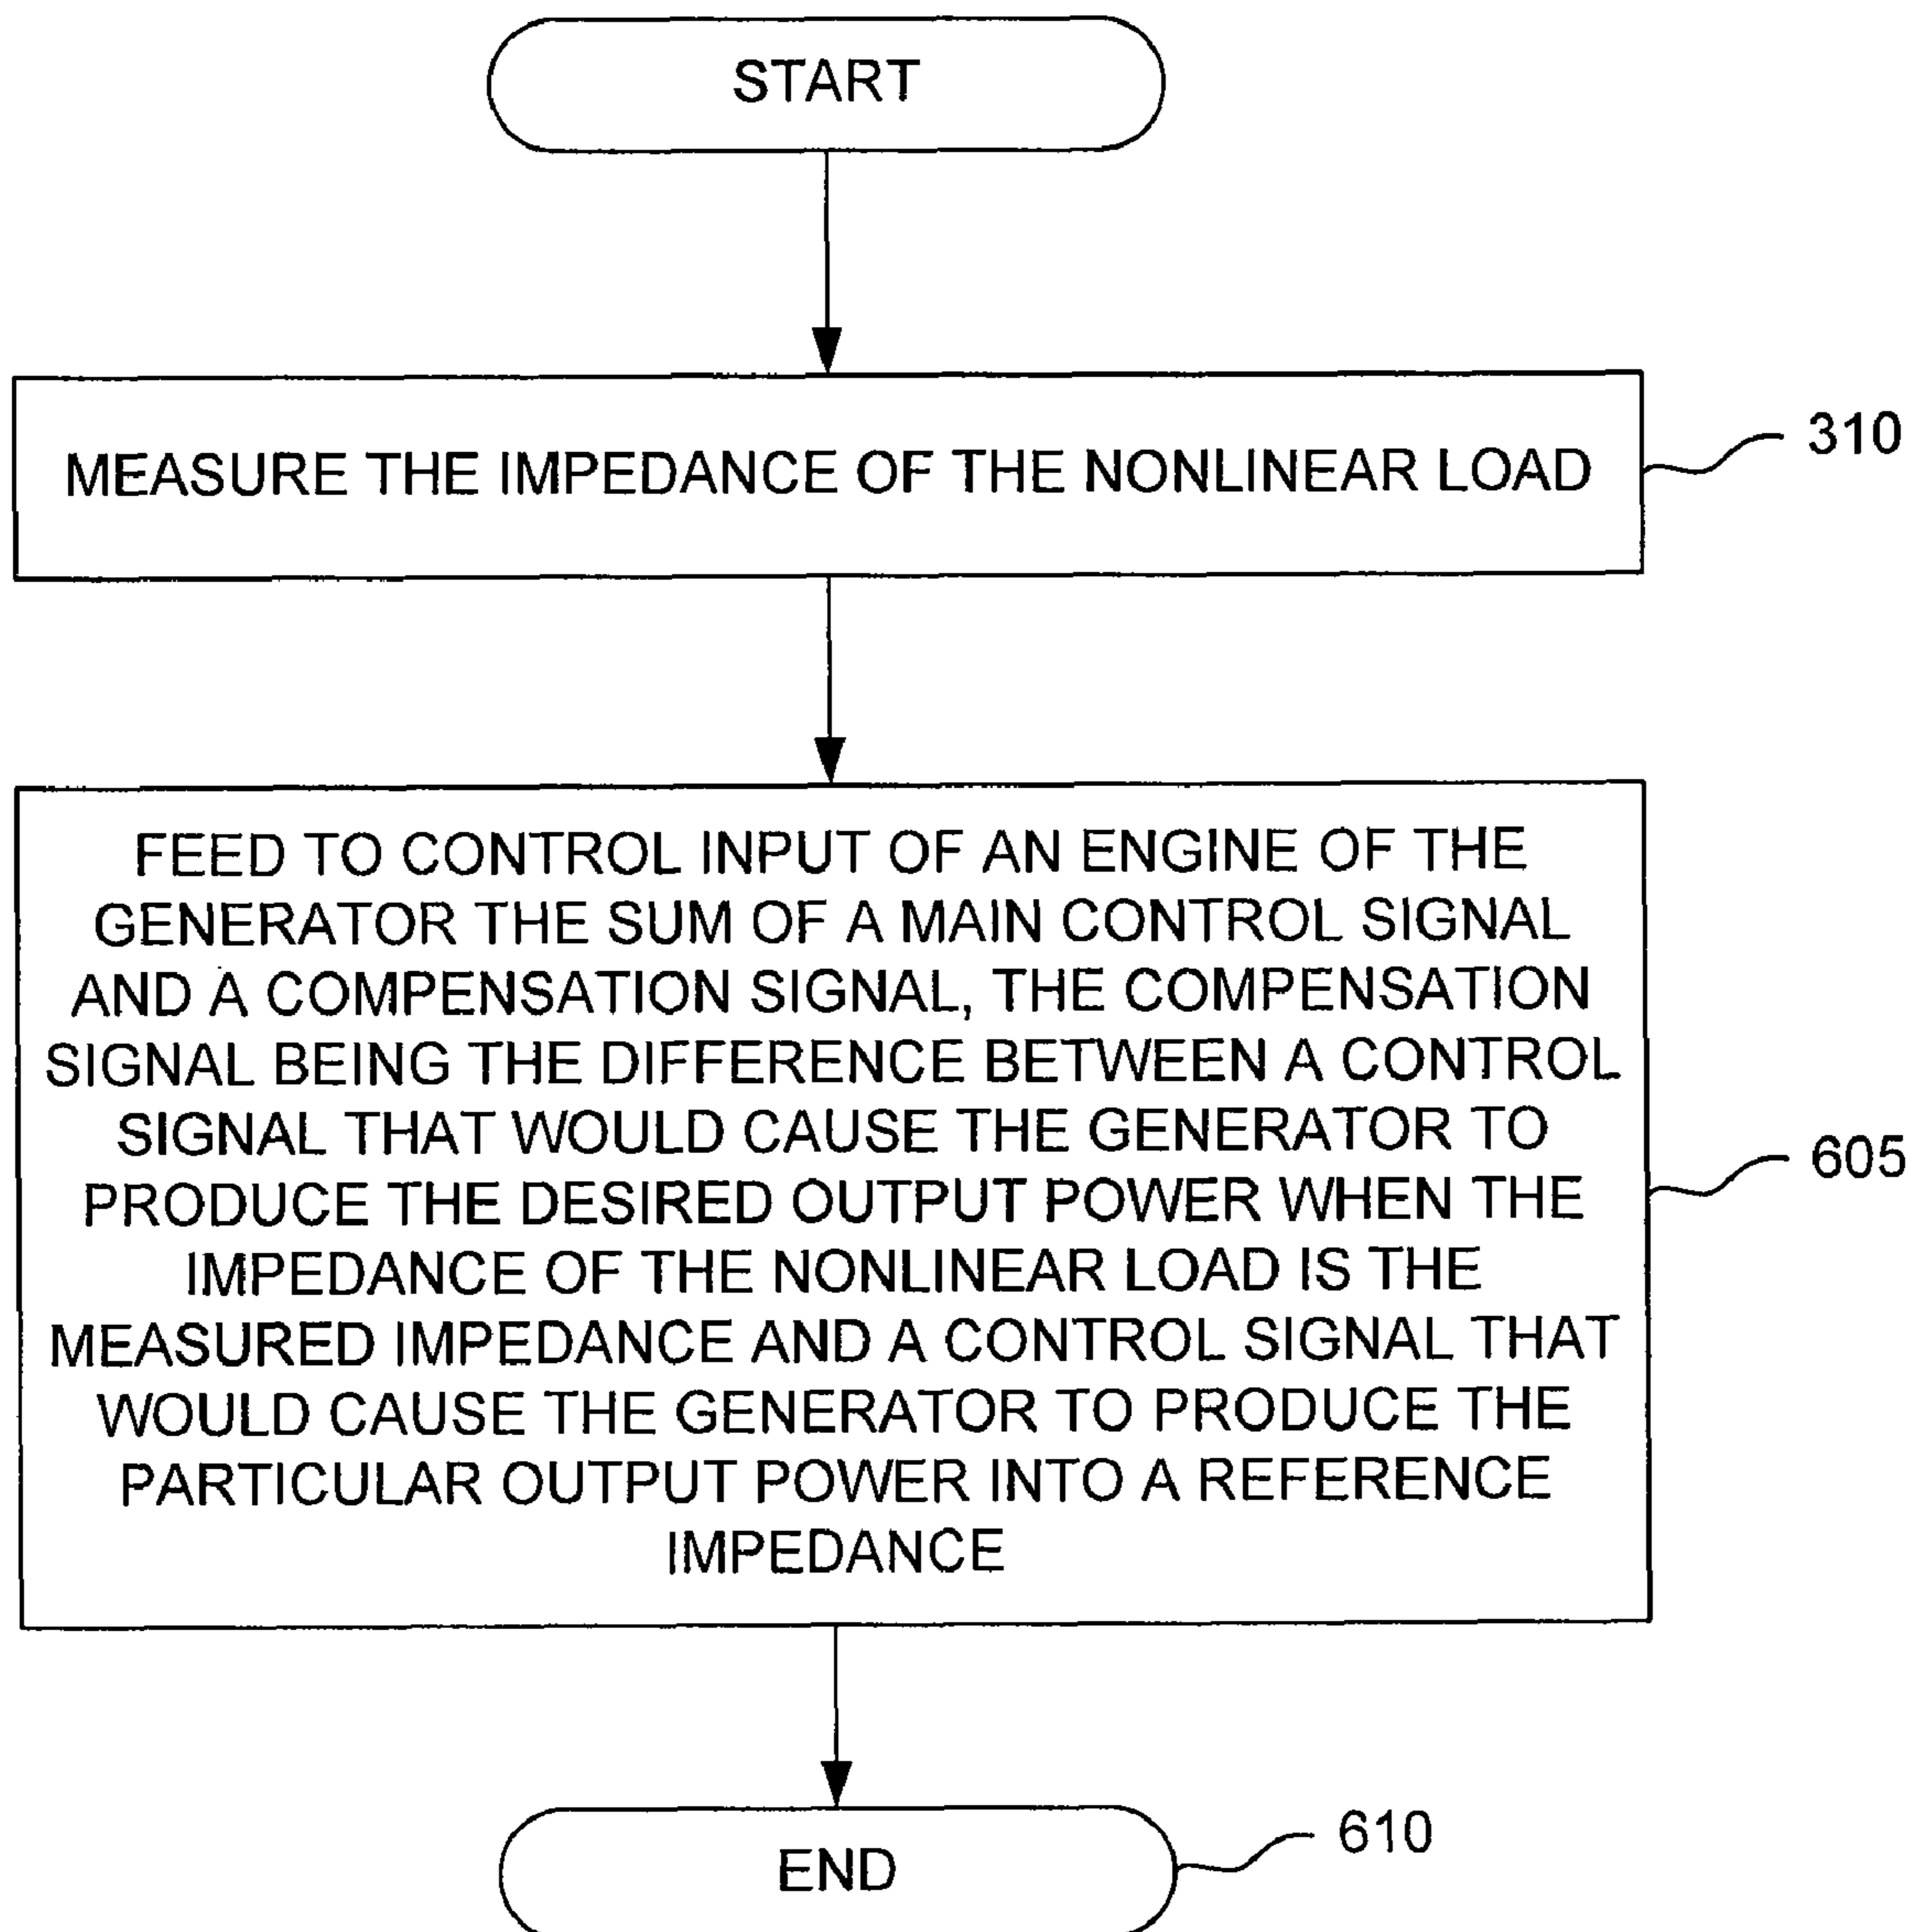 START
MEASURE THE IMPEDANCE OF THE NONLINEAR LOAD
310
FEED TO CONTROL INPUT OF AN ENGINE OF THE
GENERATOR THE SUM OF A MAIN CONTROL SIGNAL
AND A COMPENSATION SIGNAL, THE COMPENSATION
SIGNAL BEING THE DIFFERENCE BETWEEN A CONTROL
SIGNAL THAT WOULD CAUSE THE GENERATOR TO
PRODUCE THE DESIRED OUTPUT POWER WHEN THE
IMPEDANCE OF THE NONLINEAR LOAD IS THE
MEASURED IMPEDANCE AND A CONTROL SIGNAL THAT
WOULD CAUSE THE GENERATOR TO PRODUCE THE
PARTICULAR OUTPUT POWER INTO A REFERENCE
IMPEDANCE
605
END
610